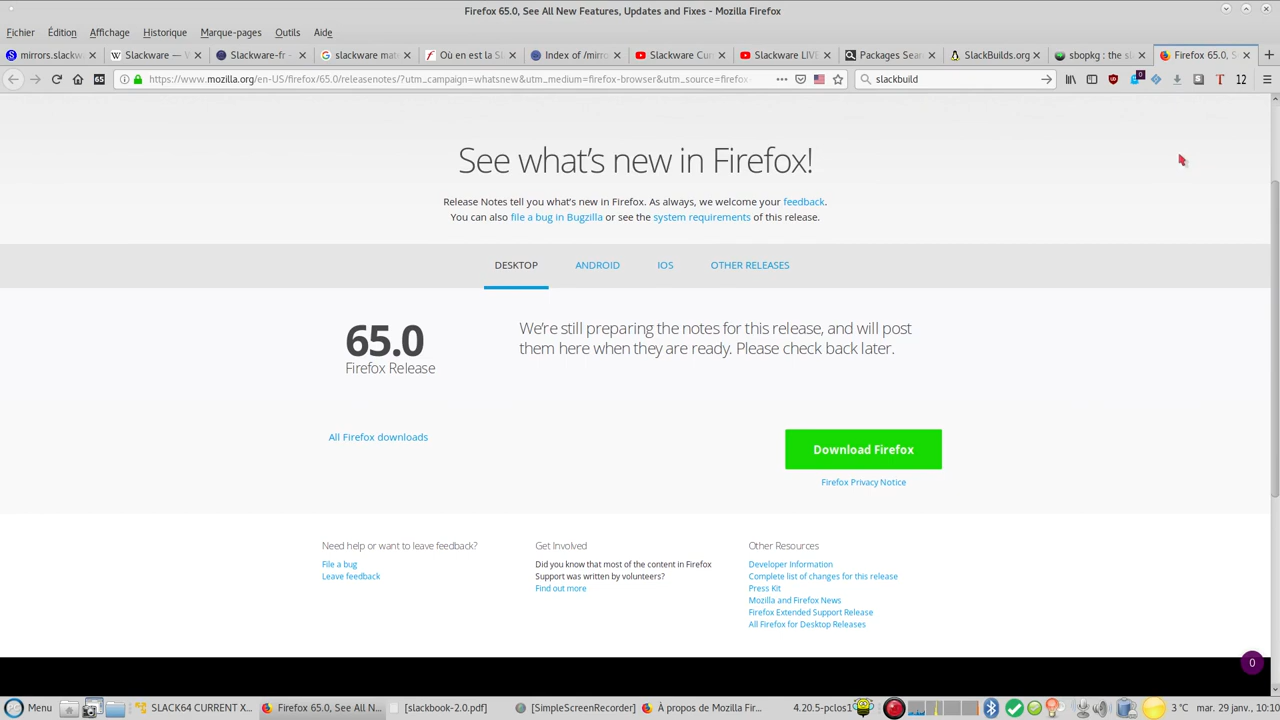 Firefox 65.0, See All New Features, Updates and Fixes - Mozilla Firefox
Fichier Édition Affichage Historique Marque-pages Outils Aide
mirrors.slackw Wikipedia Slackware — W Slackware-fr - slackware mat Où en est la Sl Index of /mirro Slackware Curr Slackware LIVE Packages Sear SlackBuilds.org sbopkg : the sl Firefox 65.0, S
65 https://www.mozilla.org/en-US/firefox/65.0/releasenotes/?utm_campaign=whatsnew&utm_medium=firefox-browser&utm_source=firefox- slackbuild 0 T 12
See what's new in Firefox!
Release Notes tell you what's new in Firefox. As always, we welcome your feedback.
You can also file a bug in Bugzilla or see the system requirements of this release.
DESKTOP ANDROID IOS OTHER RELEASES
65.0
Firefox Release
We're still preparing the notes for this release, and will post
them here when they are ready. Please check back later.
All Firefox downloads
Download Firefox
Firefox Privacy Notice
Need help or want to leave feedback?
File a bug
Leave feedback
Get Involved
Did you know that most of the content in Firefox
Support was written by volunteers?
Find out more
Other Resources
Developer Information
Complete list of changes for this release
Press Kit
Mozilla and Firefox News
Firefox Extended Support Release
All Firefox for Desktop Releases
0
Menu SLACK64 CURRENT X... Firefox 65.0, See All N... [slackbook-2.0.pdf] [SimpleScreenRecorder] À propos de Mozilla Fir... 4.20.5-pclos1 3 °C mar. 29 janv., 10:10